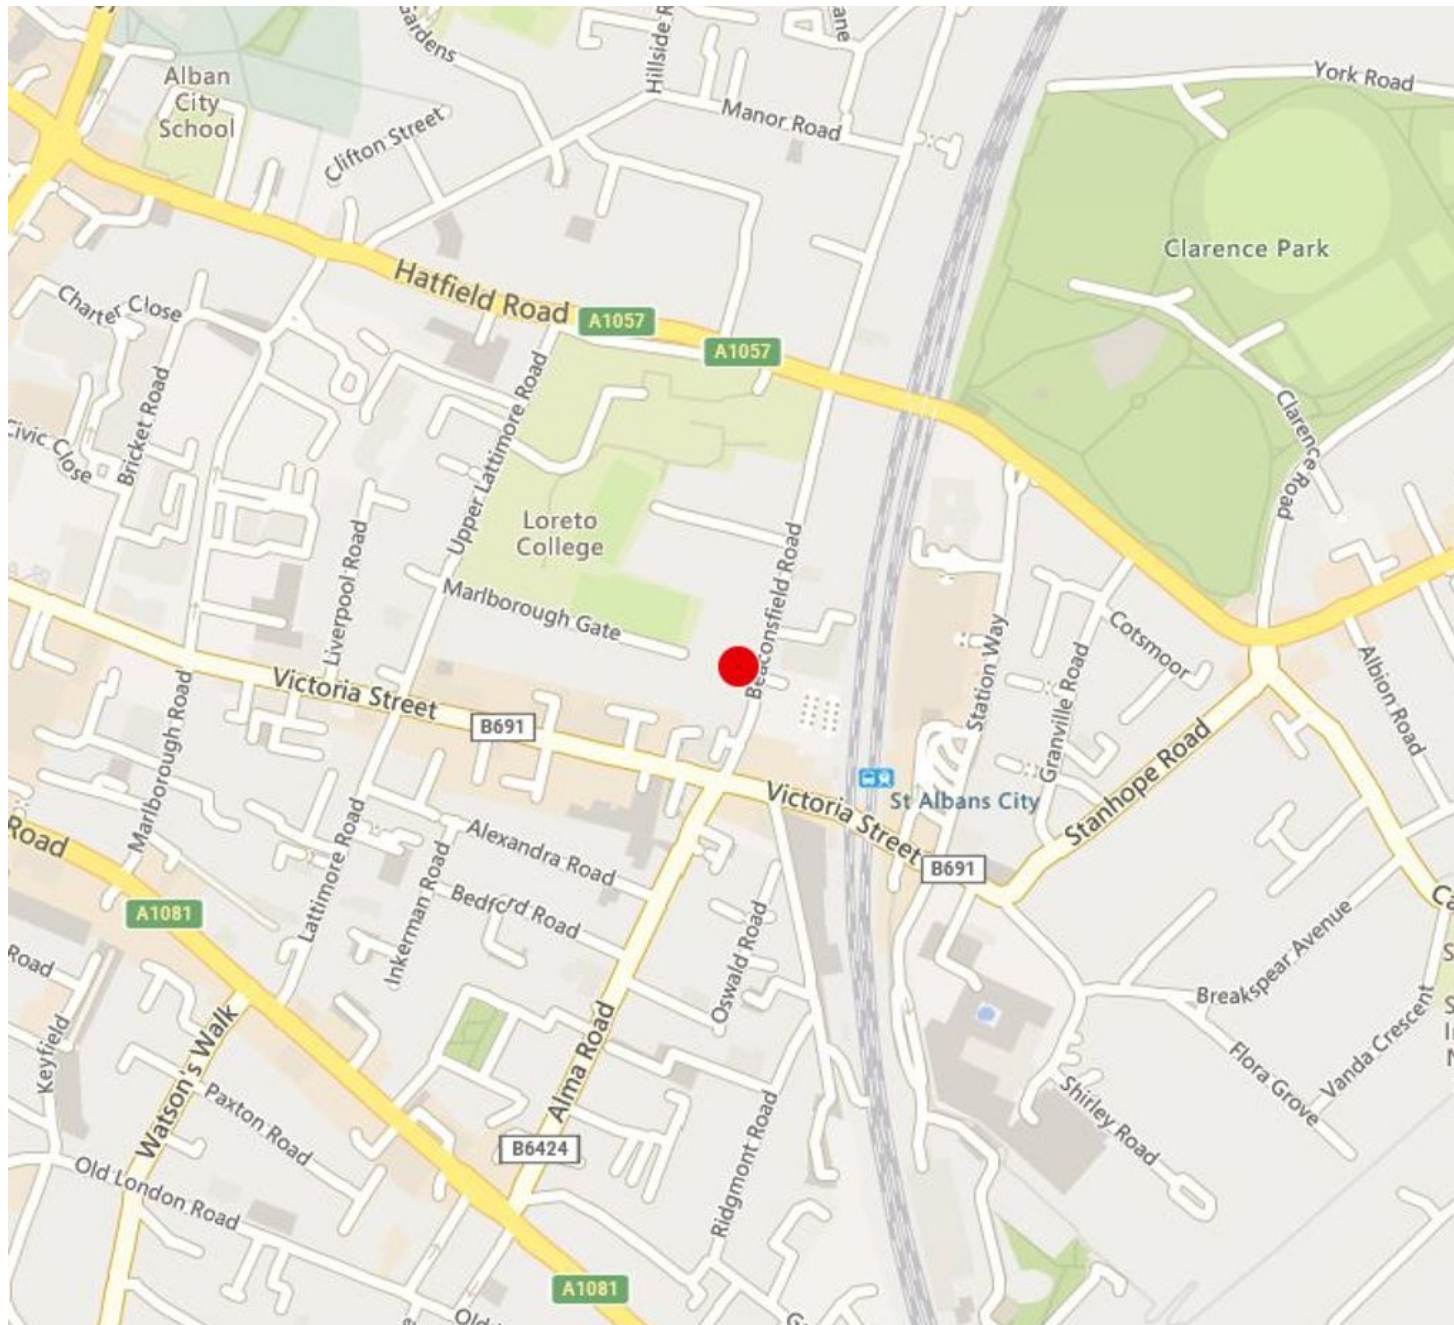 Gardens
Hillside R
ane
York Road
Alban
City
School
Clifton Street
Manor Road
Clarence Park
Hatfield Road
A1057
A1057
Charter Close
Bricket Road
Civic Close
Upper Lattimore Road
Clarence Road
Loreto
College
Liverpool Road
Beaconsfield Road
Marlborough Gate
Station Way
Cotsmoor
Granville Road
Albion Road
Victoria Street
B691
Marlborough Road
Stanhope Road
Victoria Street
St Albans City
B691
Road
Alexandra Road
Bedford Road
Lattimore Road
Inkerman Road
Oswald Road
A1081
Road
Ca
Breakspear Avenue
Vanda Crescent
Flora Grove
Shirley Road
Keyfield
Watson's Walk
Alma Road
Paxton Road
B6424
Ridgmont Road
Old London Road
A1081
S
S